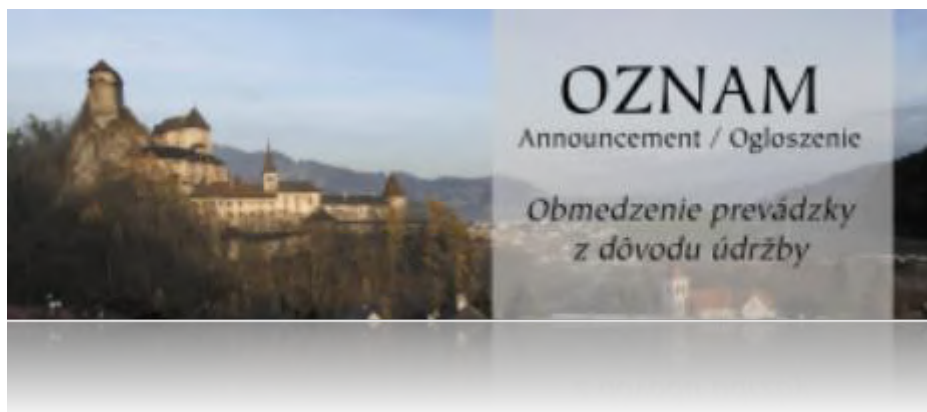 OZNAM
Announcement / Ogloszenie
Obmedzenie prevádzky
z dôvodu údržby